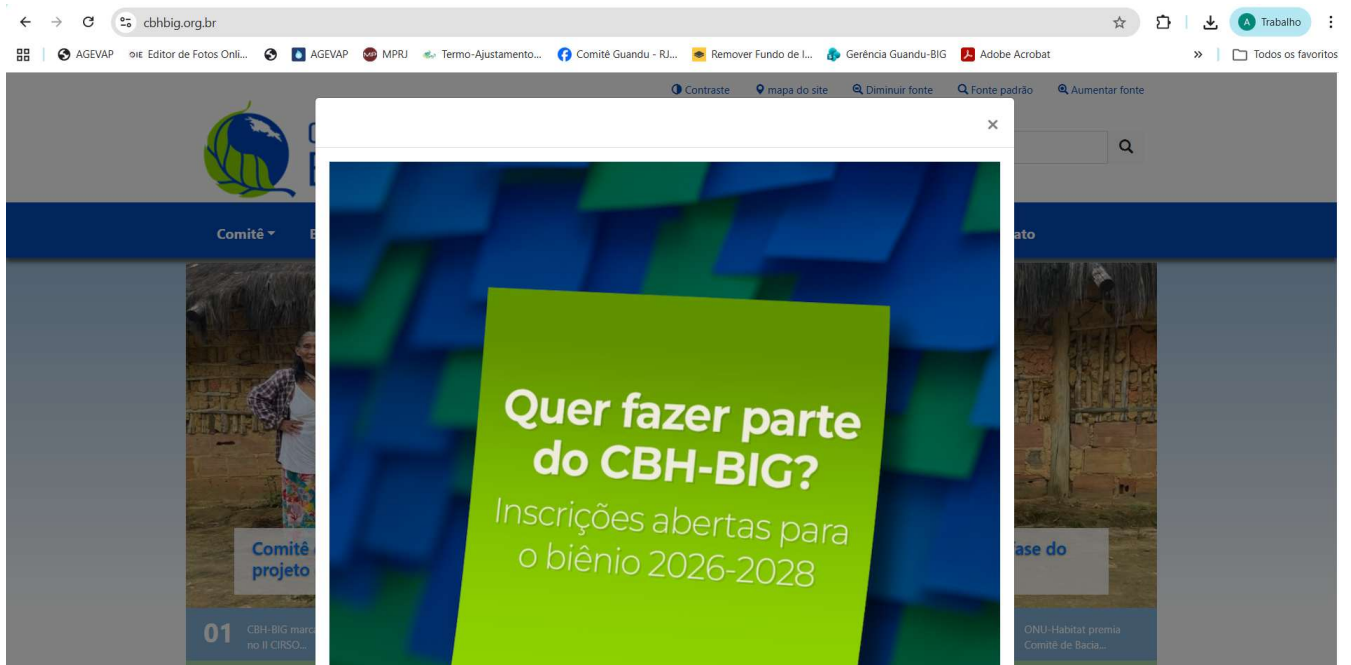 cbhbig.org.br
Trabalho
AGEVAP
Editor de Fotos Onli...
AGEVAP
MPRJ
Termo-Ajustamento...
Comitê Guandu - RJ...
Remover Fundo de I...
Gerência Guandu-BIG
Adobe Acrobat
»
Todos os favoritos
Contraste
mapa do site
Diminuir fonte
Fonte padrão
Aumentar fonte
×
Comitê
ato
Quer fazer parte
do CBH-BIG?
Inscrições abertas para
o biênio 2026-2028
Comitê
projeto
ase do
01
CBH-BIG marc
no II CIRSO...
ONU-Habitat premia
Comitê de Bacia...